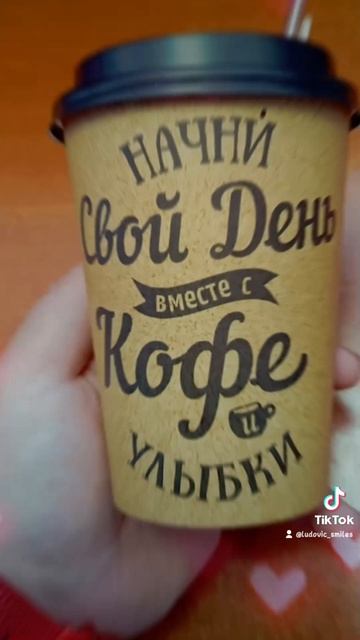 НАЧНИ
Свой День
вместе с
Кофе
и
УЛЫБКИ
TikTok
@ludovic_smiles